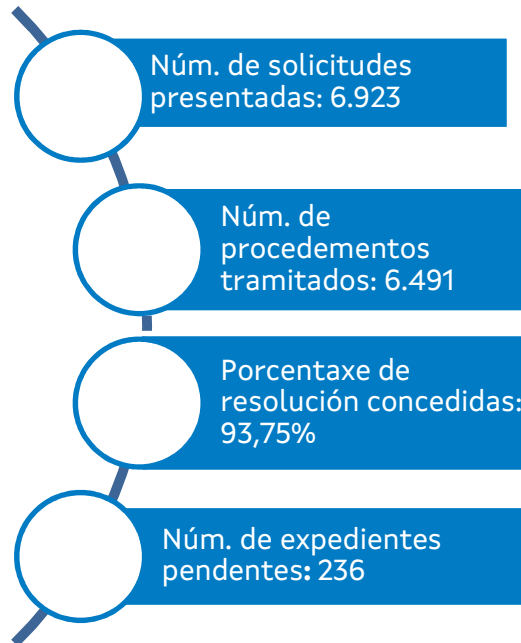 Núm. de solicitudes
presentadas: 6.923
Núm. de
procedementos
tramitados: 6.491
Porcentaxe de
resolución concedidas:
93,75%
Núm. de expedientes
pendentes: 236